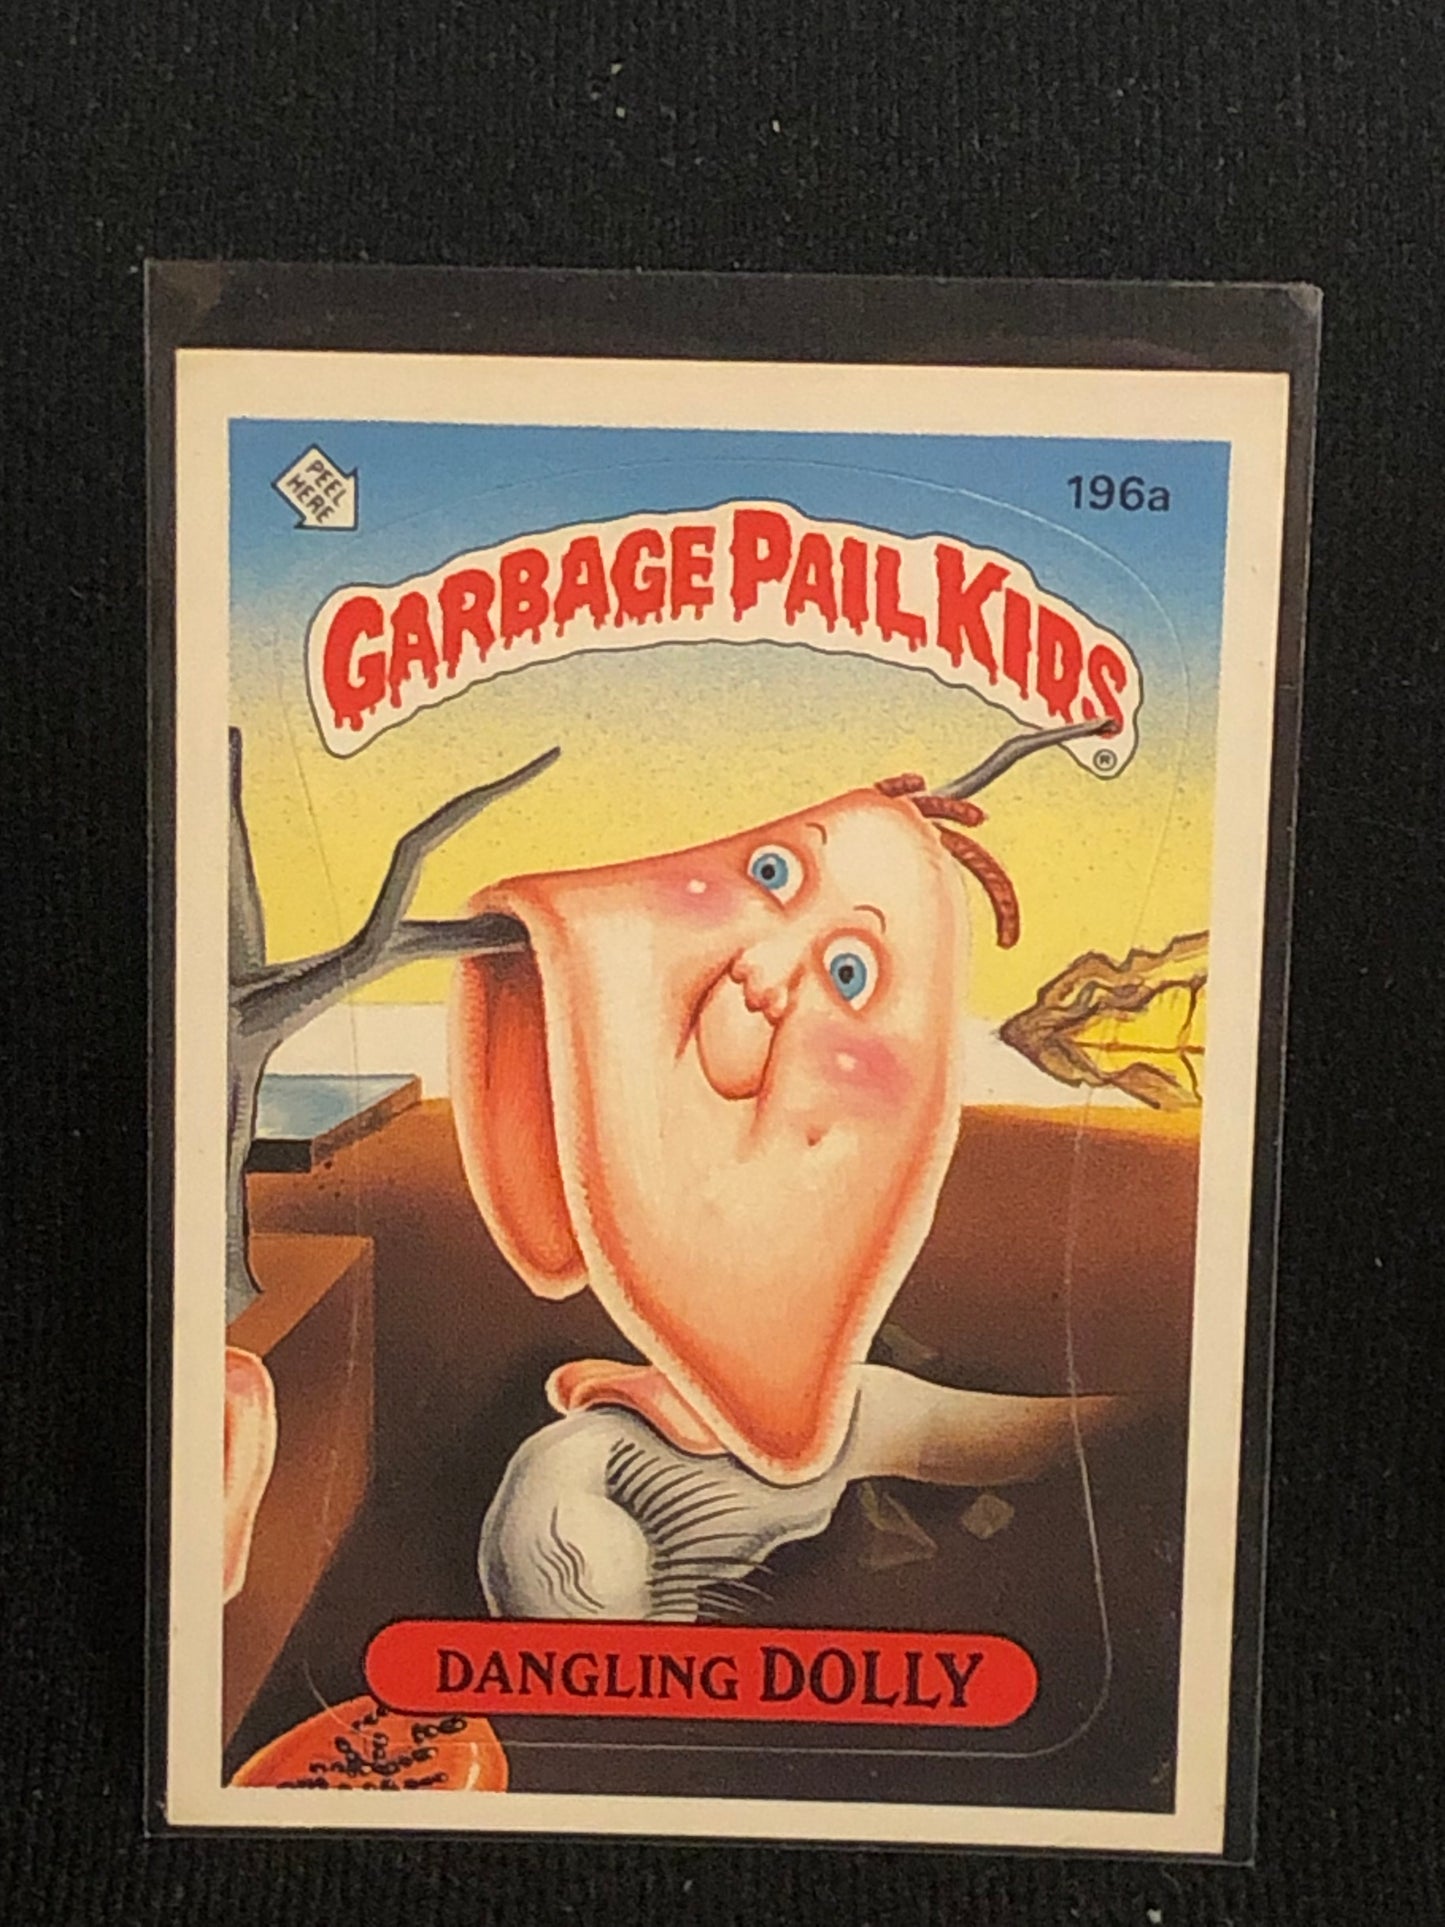 PEEL
HERE
196a
GARBAGE PAIL KIDS
®
DANGLING DOLLY